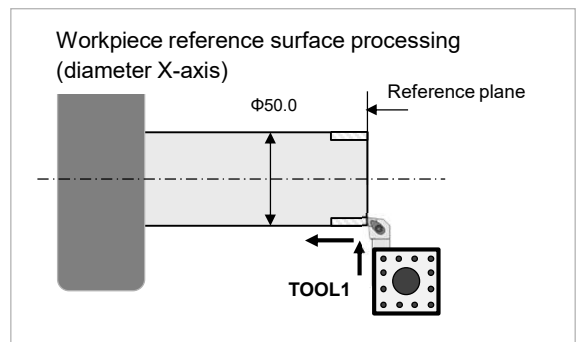 Workpiece reference surface processing
(diameter X-axis)
Reference plane
Φ50.0
TOOL1